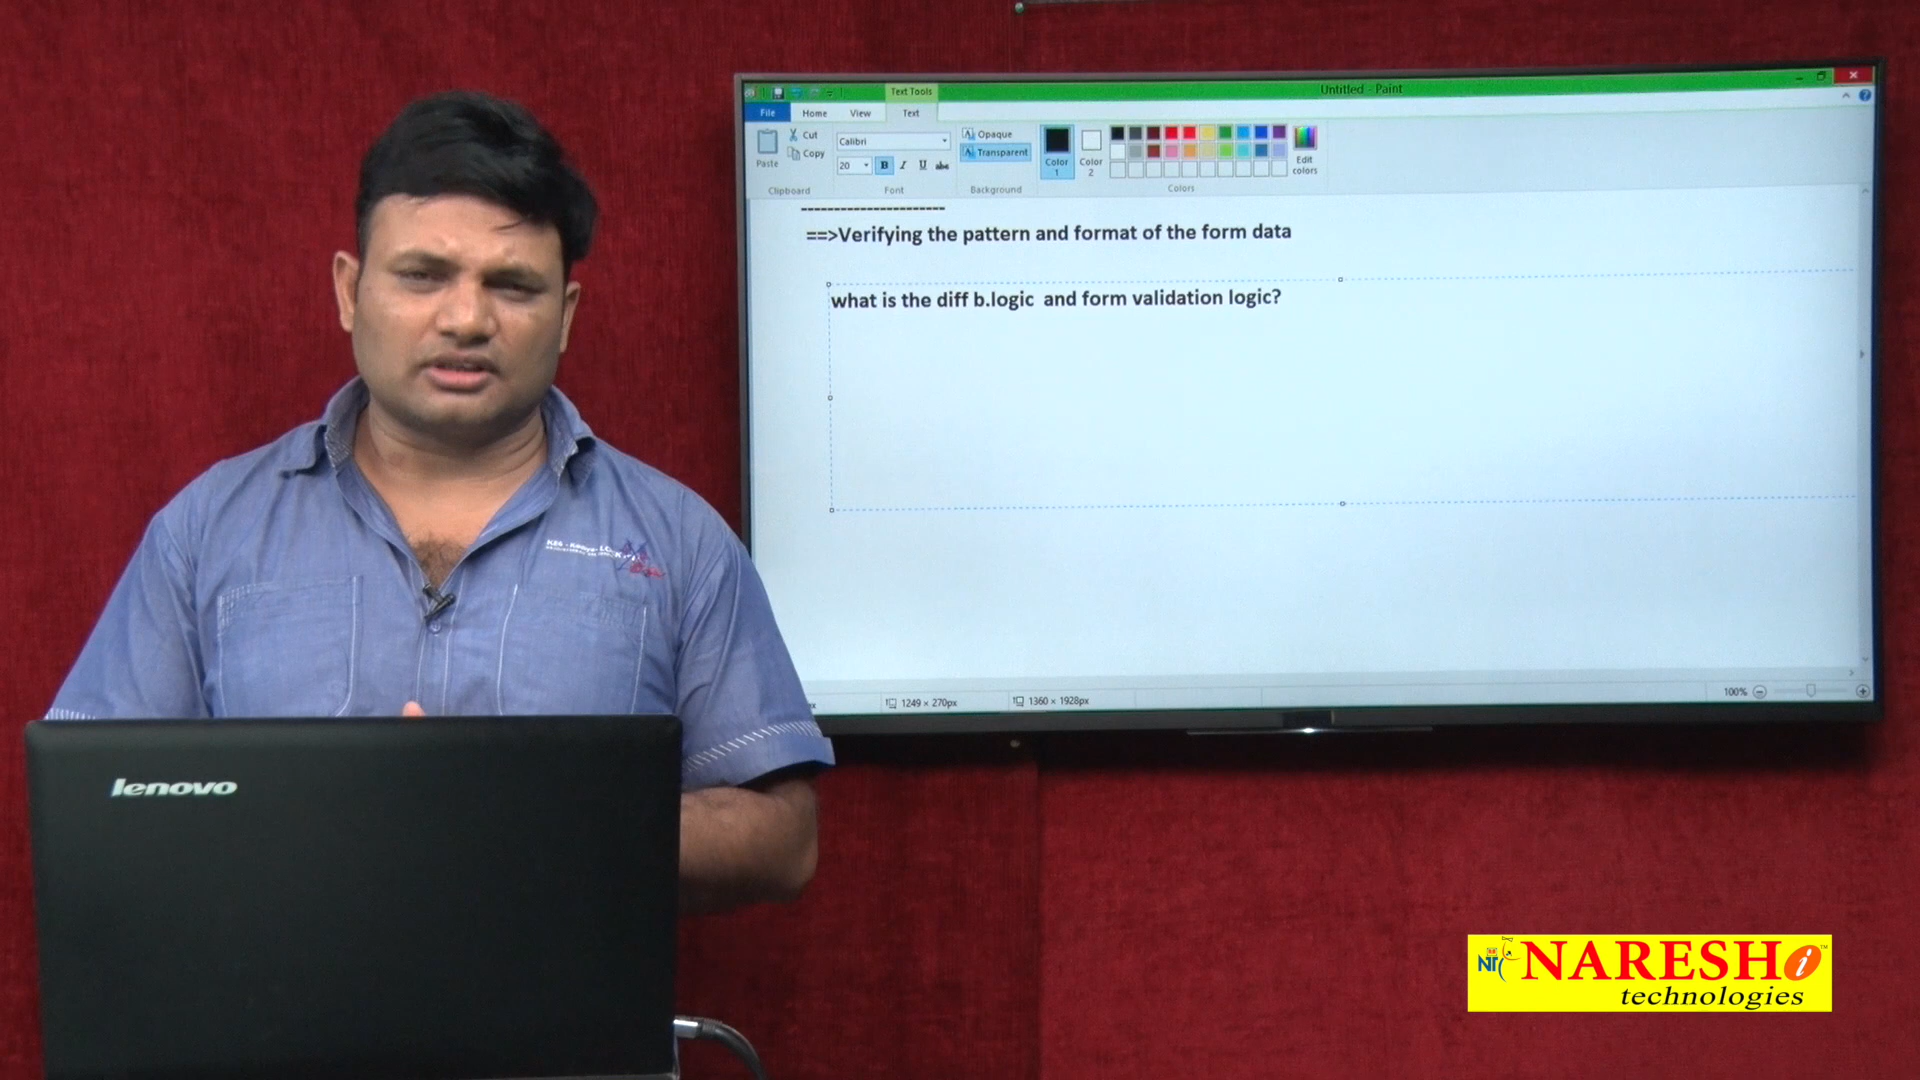 Text Tools
Untitled - Paint
File Home View Text
Paste
Cut
Copy
Clipboard
Calibri
20 B I U abc
Font
Opaque
Transparent
Background
Color 1
Color 2
Edit colors
Colors
---------------------
==>Verifying the pattern and format of the form data
what is the diff b.logic and form validation logic?
1249 × 270px
1360 × 1928px
100%
lenovo
NT
NARESH i
technologies